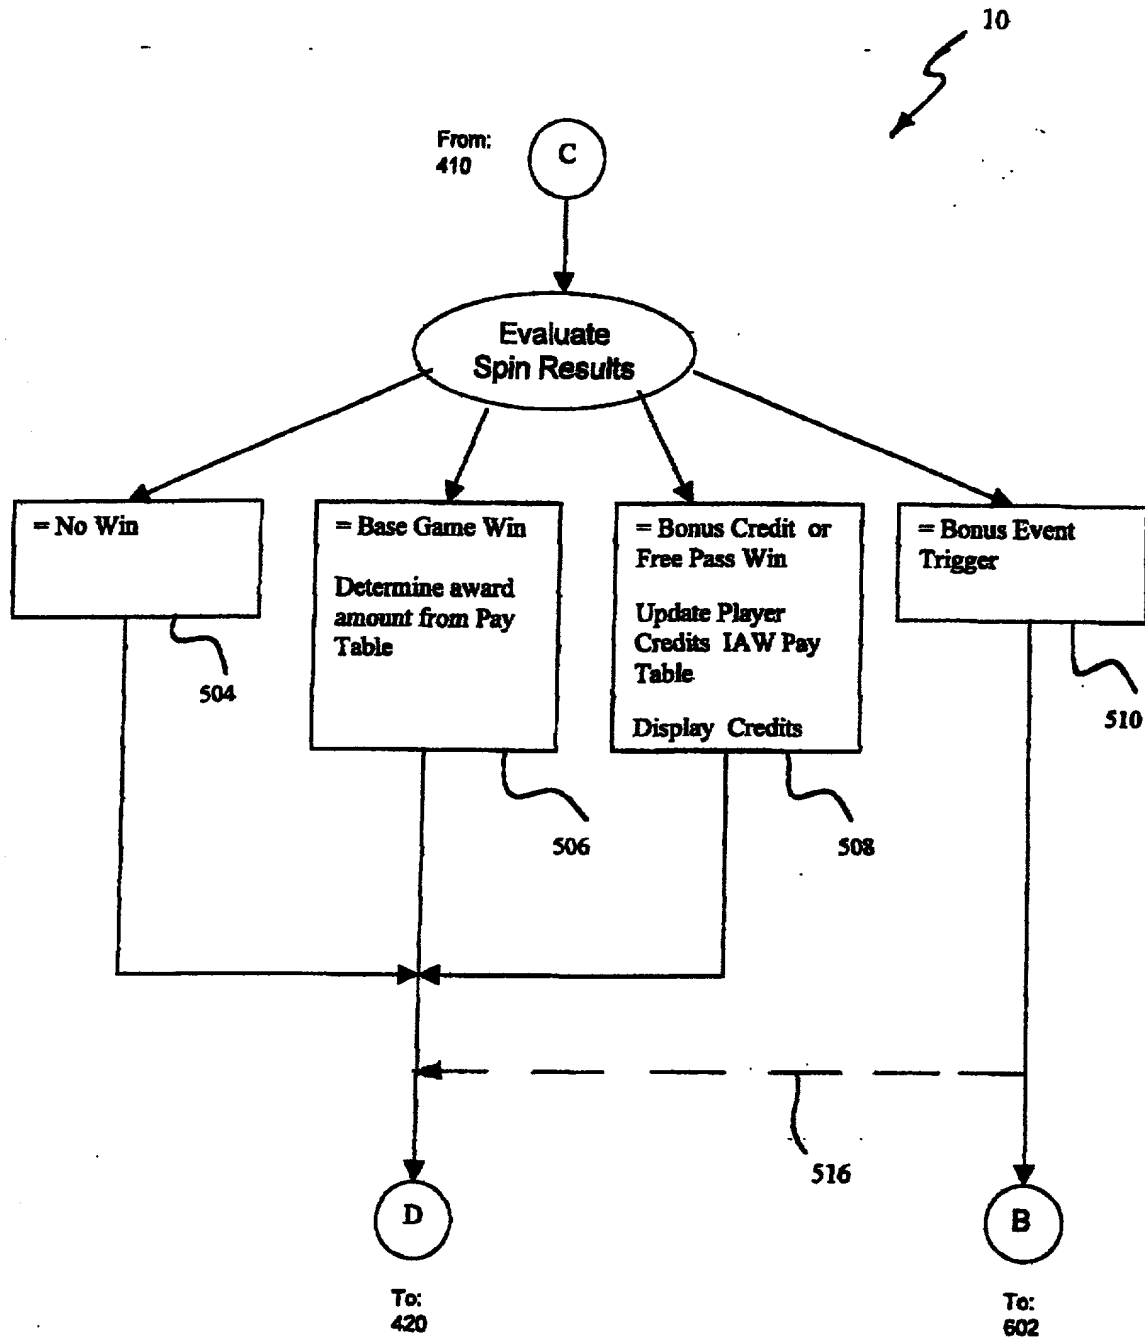 10
From:
410
C
Evaluate
Spin Results
= No Win
504
= Base Game Win
Determine award
amount from Pay
Table
506
= Bonus Credit or
Free Pass Win
Update Player
Credits IAW Pay
Table
Display Credits
508
= Bonus Event
Trigger
510
516
D
To:
420
B
To:
602